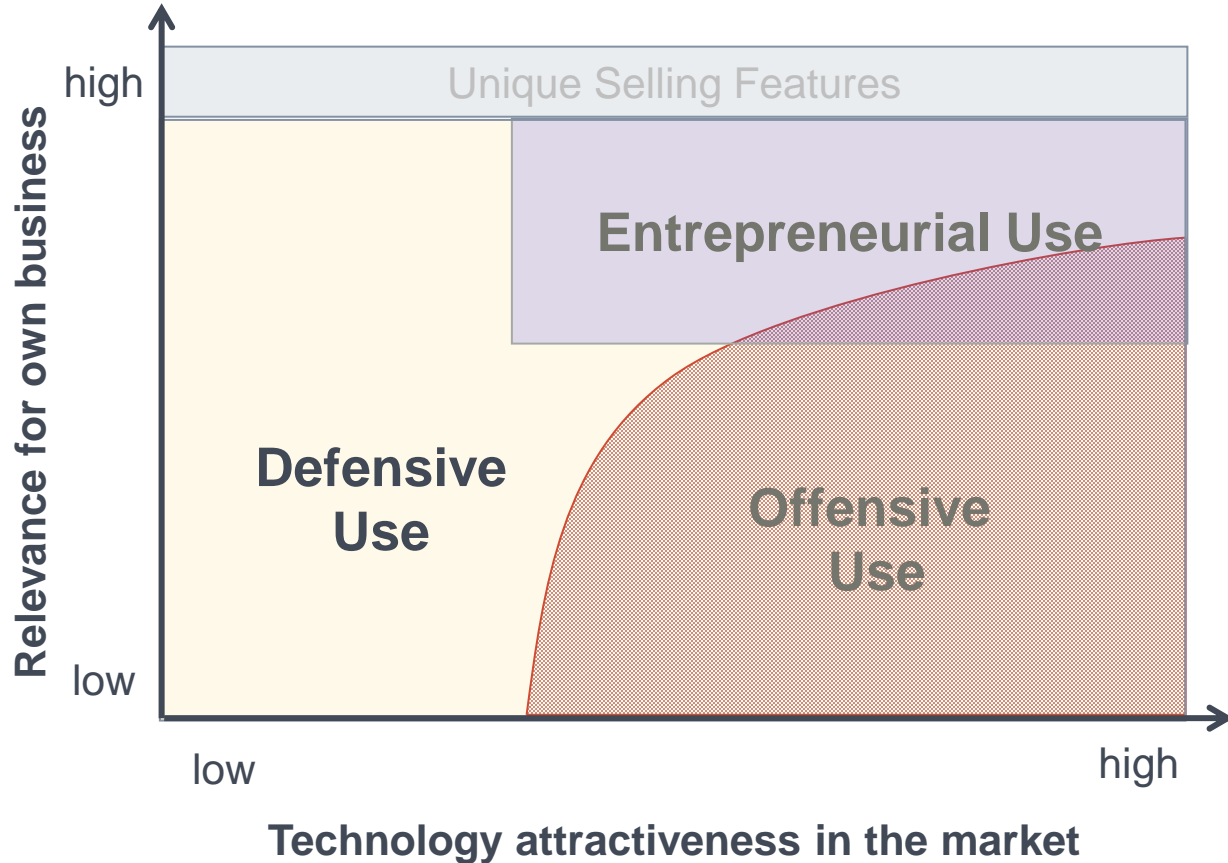 high
Unique Selling Features
Relevance for own business
Entrepreneurial Use
Defensive
Use
Offensive
Use
low
low
high
Technology attractiveness in the market